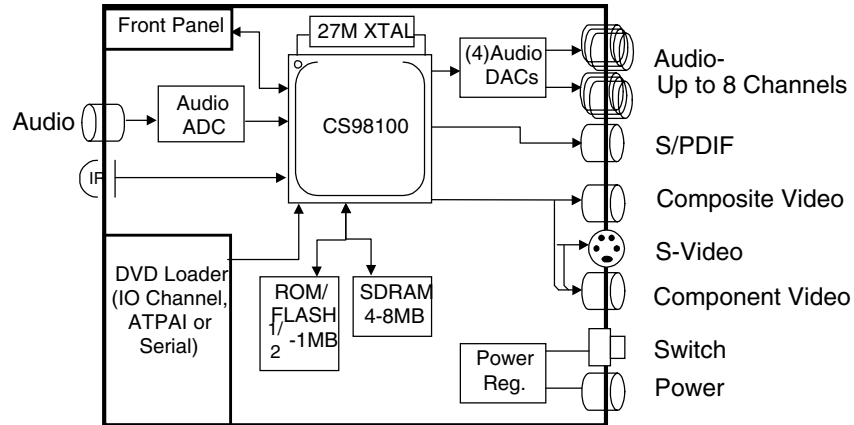 Front Panel
27M XTAL
(4)Audio
DACs
Audio-
Up to 8 Channels
Audio
Audio
ADC
CS98100
S/PDIF
IR
Composite Video
S-Video
DVD Loader
(IO Channel,
ATPAI or
Serial)
ROM/
FLASH
1/
2 -1MB
SDRAM
4-8MB
Component Video
Power
Reg.
Switch
Power